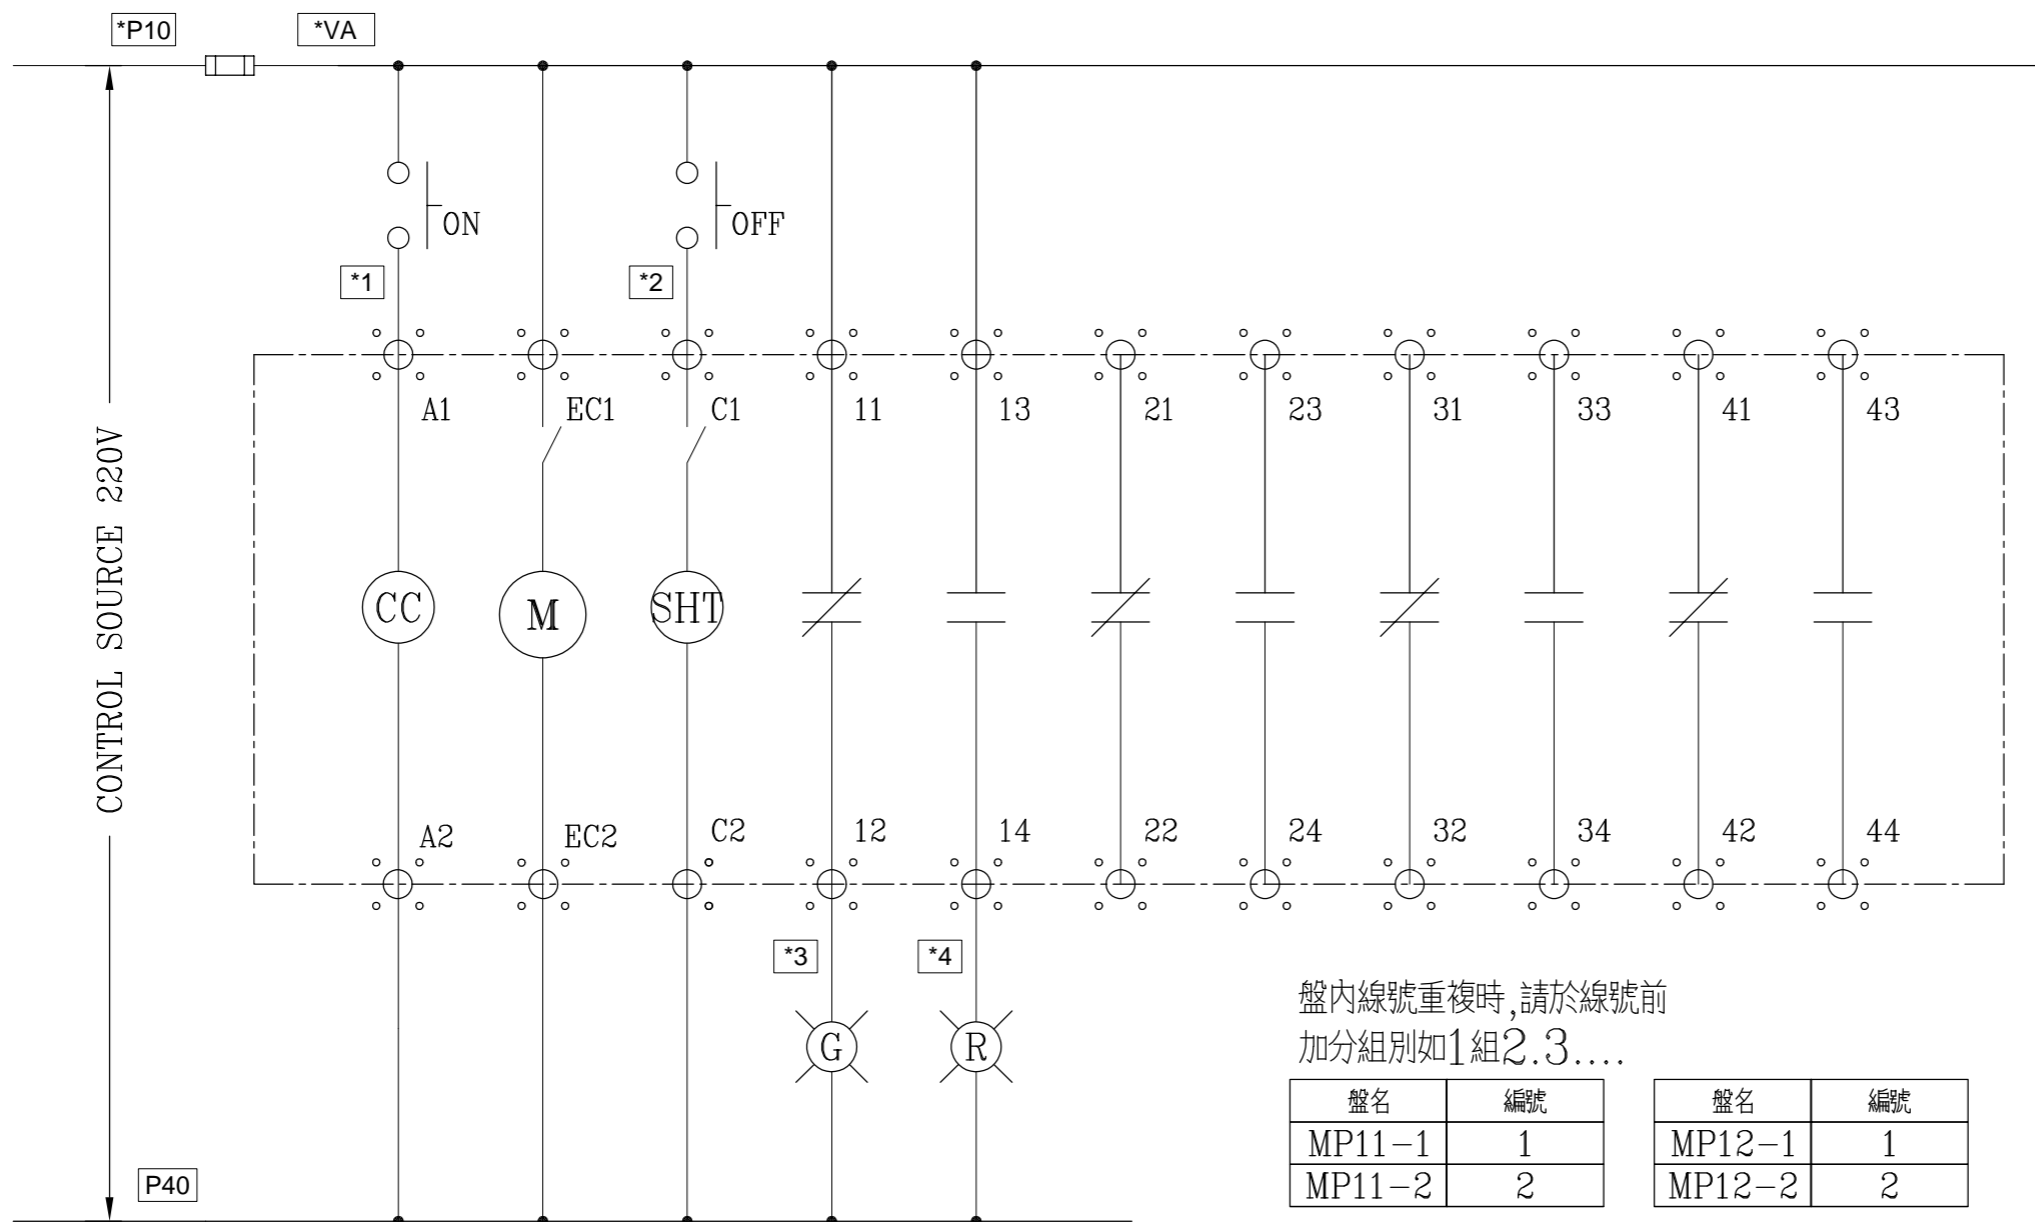 *P10 *VA
ON OFF
*1 *2
A1 EC1 C1 11 13 21 23 31 33 41 43
CONTROL SOURCE 220V
CC M SHT
A2 EC2 C2 12 14 22 24 32 34 42 44
*3 *4
G R
盤內線號重複時,請於線號前
加分組別如1組2.3....
盤名 編號 盤名 編號
MP11-1 1 MP12-1 1
MP11-2 2 MP12-2 2
P40